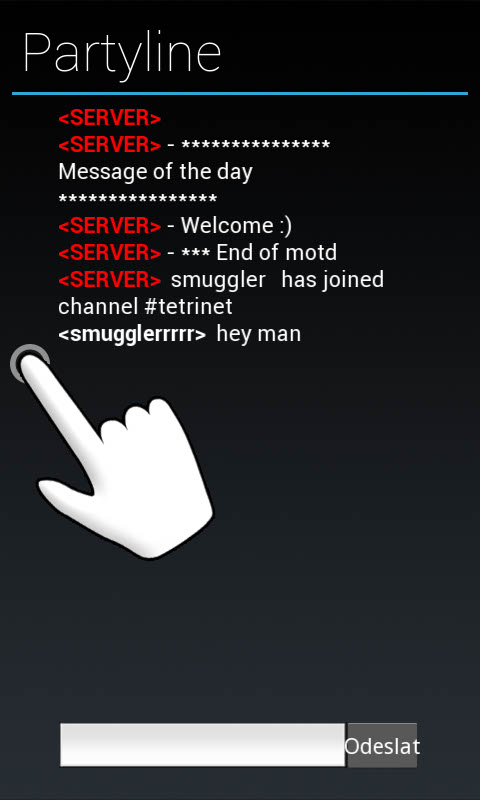 Partyline
<SERVER>
<SERVER> - ***************
Message of the day
****************
<SERVER> - Welcome :)
<SERVER> - *** End of motd
<SERVER> smuggler has joined
channel #tetrinet
<smugglerrrrr> hey man
Odeslat